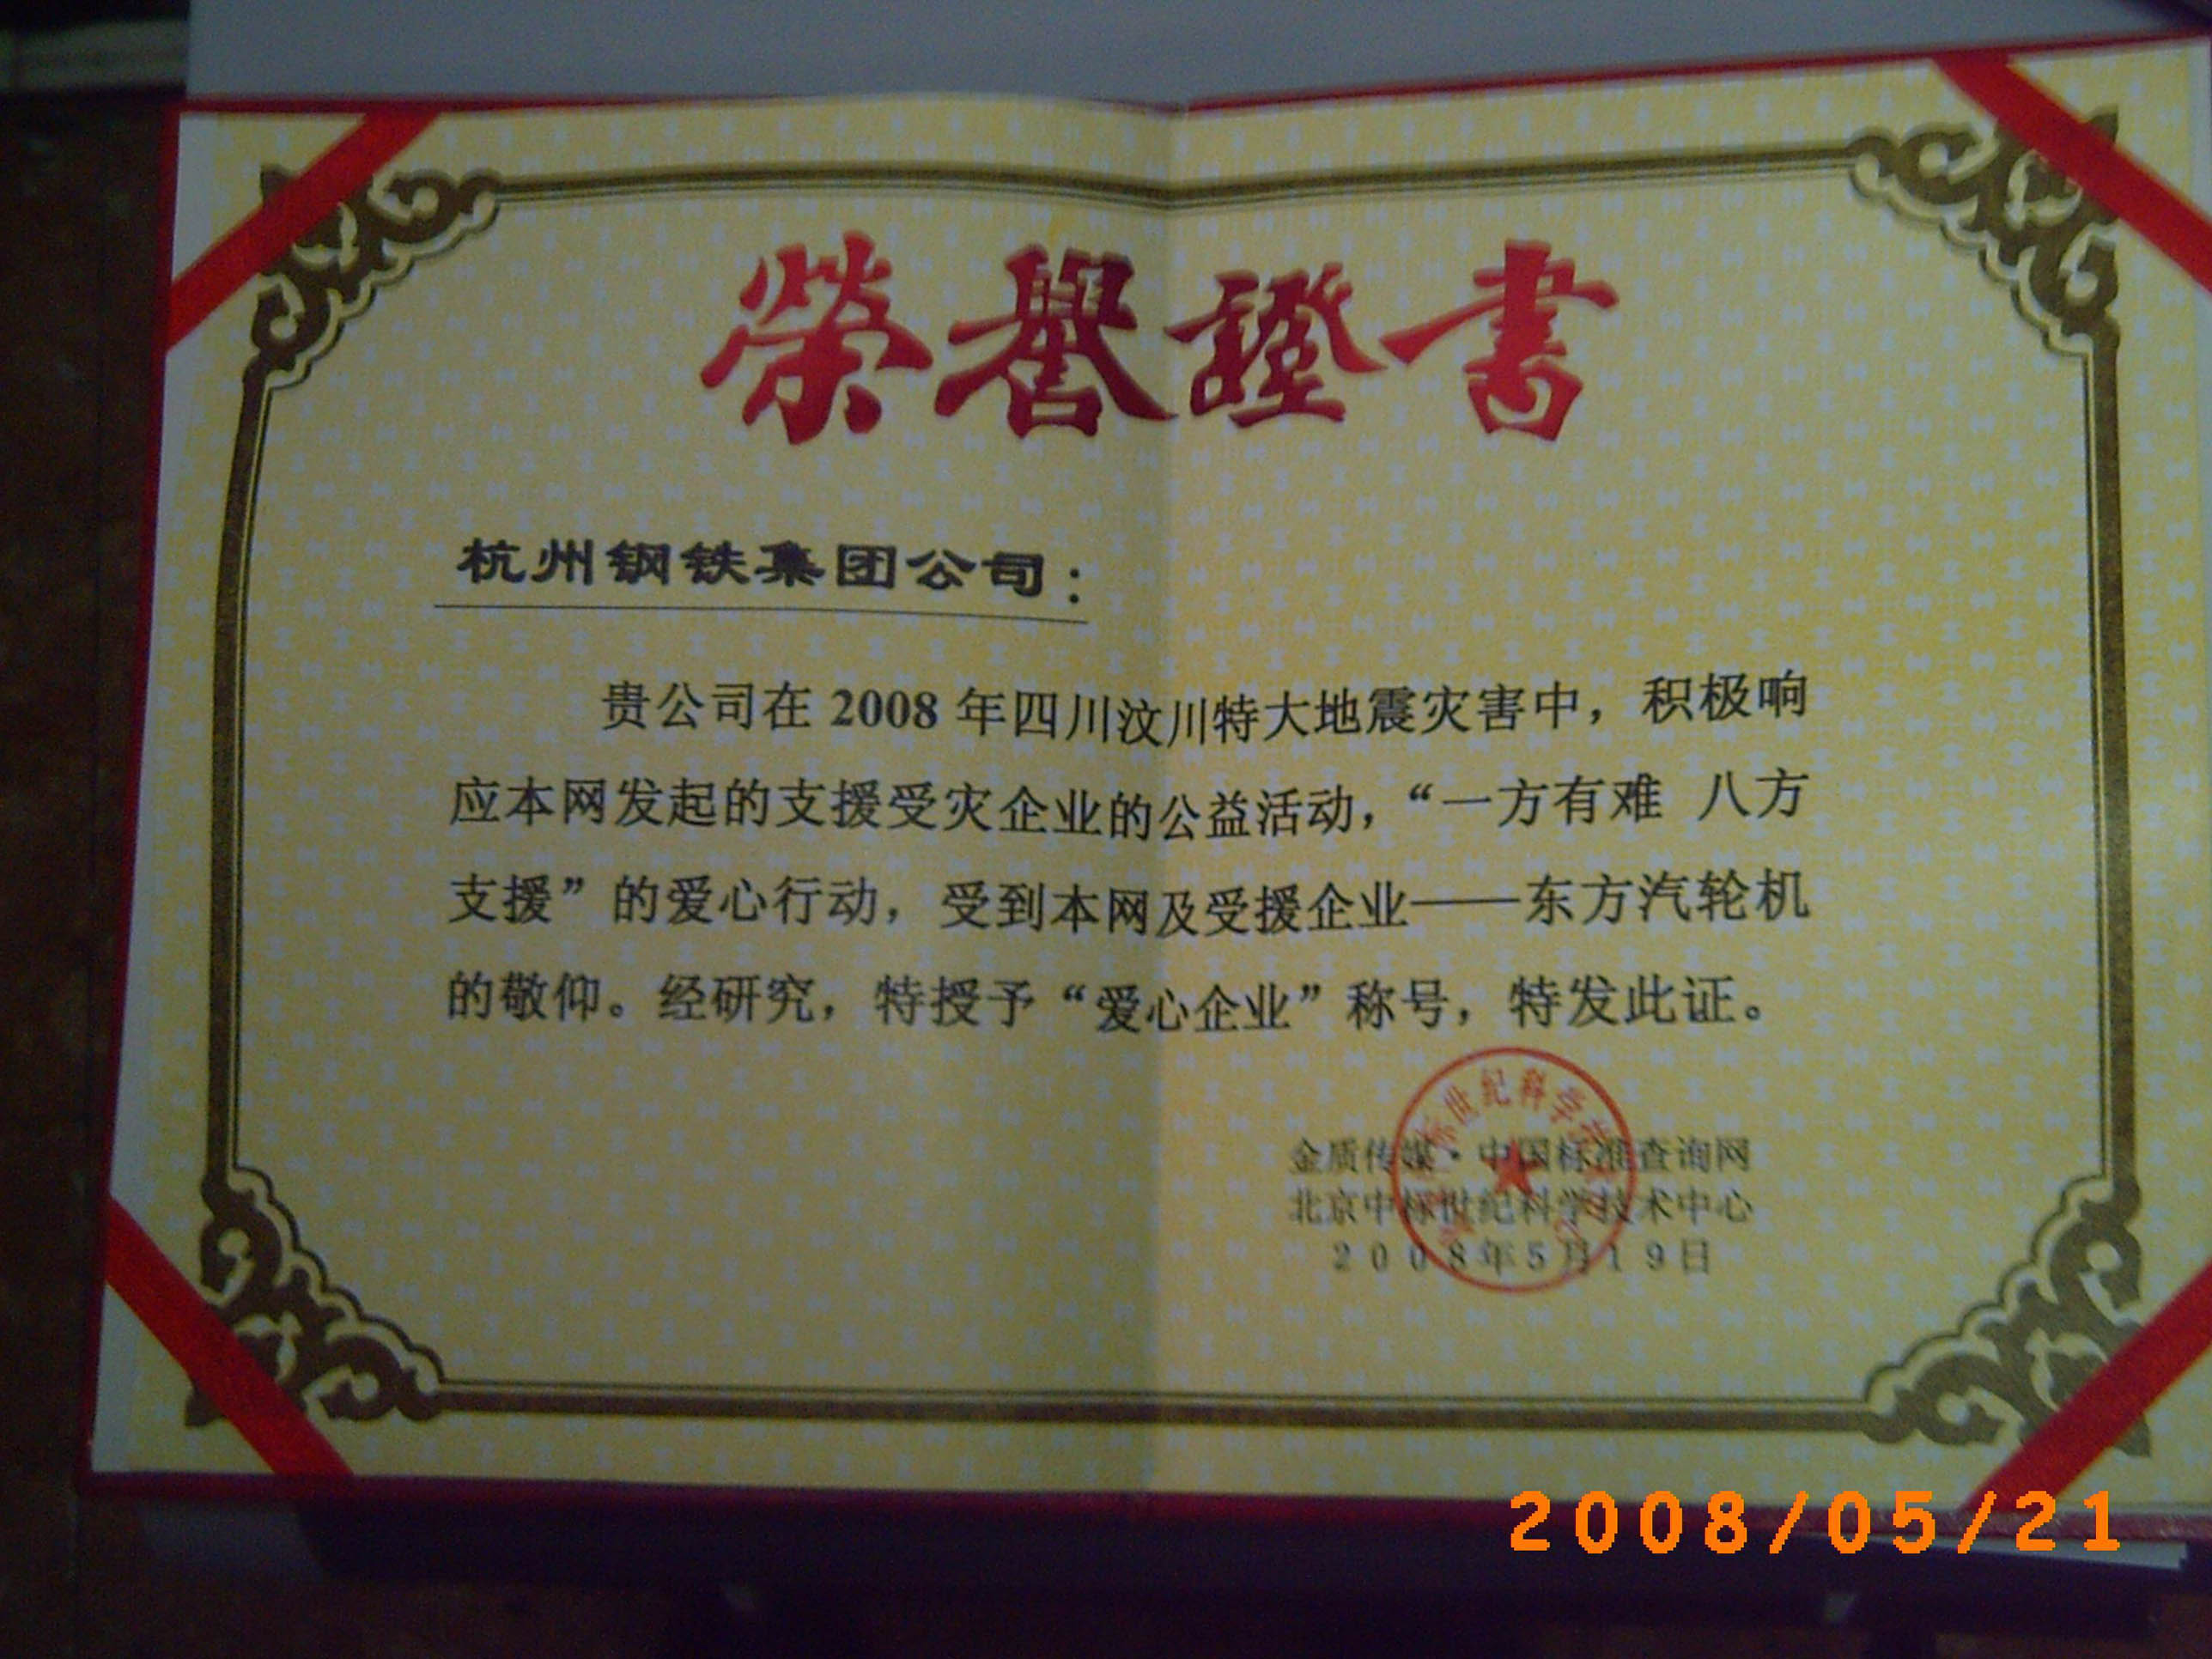 榮譽證書
杭州钢铁集团公司：
贵公司在 2008 年四川汶川特大地震灾害中，积极响
应本网发起的支援受灾企业的公益活动，“一方有难 八方
支援”的爱心行动，受到本网及受援企业——东方汽轮机
的敬仰。经研究，特授予“爱心企业”称号，特发此证。
世纪科学
金质传媒·中国标准查询网
北京中标世纪科学技术中心
2008年5月19日
2008/05/21